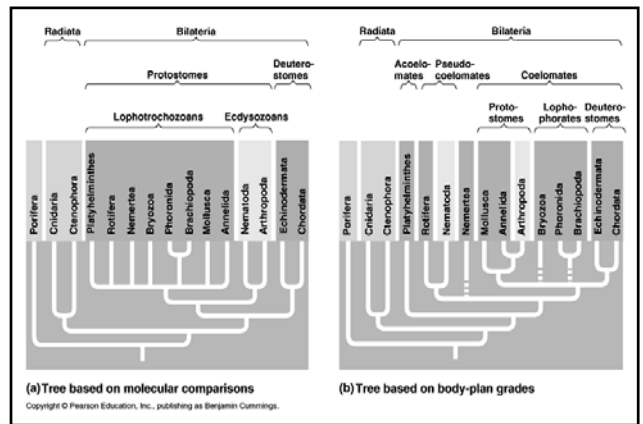 Radiata Bilateria
Deutero-
stomes
Protostomes
Lophotrochozoans Ecdysozoans
Porifera
Cnidaria
Ctenophora
Platyhelminthes
Rotifera
Nemertea
Bryozoa
Phoronida
Brachiopoda
Mollusca
Annelida
Nematoda
Arthropoda
Echinodermata
Chordata
(a) Tree based on molecular comparisons
Radiata Bilateria
Acoelo-
mates
Pseudo-
coelomates
Coelomates
Proto-
stomes
Lopho-
phorates
Deutero-
stomes
Porifera
Cnidaria
Ctenophora
Platyhelminthes
Rotifera
Nematoda
Nemertea
Mollusca
Annelida
Arthropoda
Bryozoa
Phoronida
Brachiopoda
Echinodermata
Chordata
(b) Tree based on body-plan grades
Copyright © Pearson Education, Inc., publishing as Benjamin Cummings.